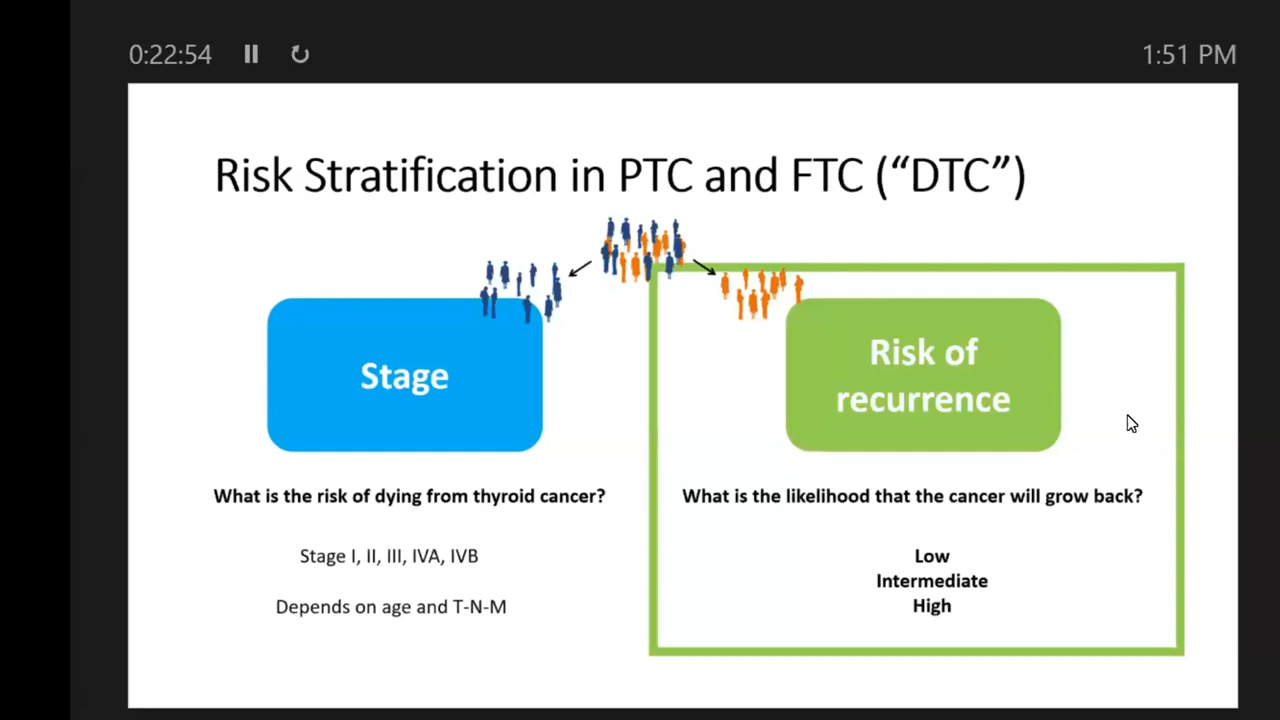 0:22:54
1:51 PM
Risk Stratification in PTC and FTC (“DTC”)
Stage
Risk of
recurrence
What is the risk of dying from thyroid cancer?
Stage I, II, III, IVA, IVB
Depends on age and T-N-M
What is the likelihood that the cancer will grow back?
Low
Intermediate
High